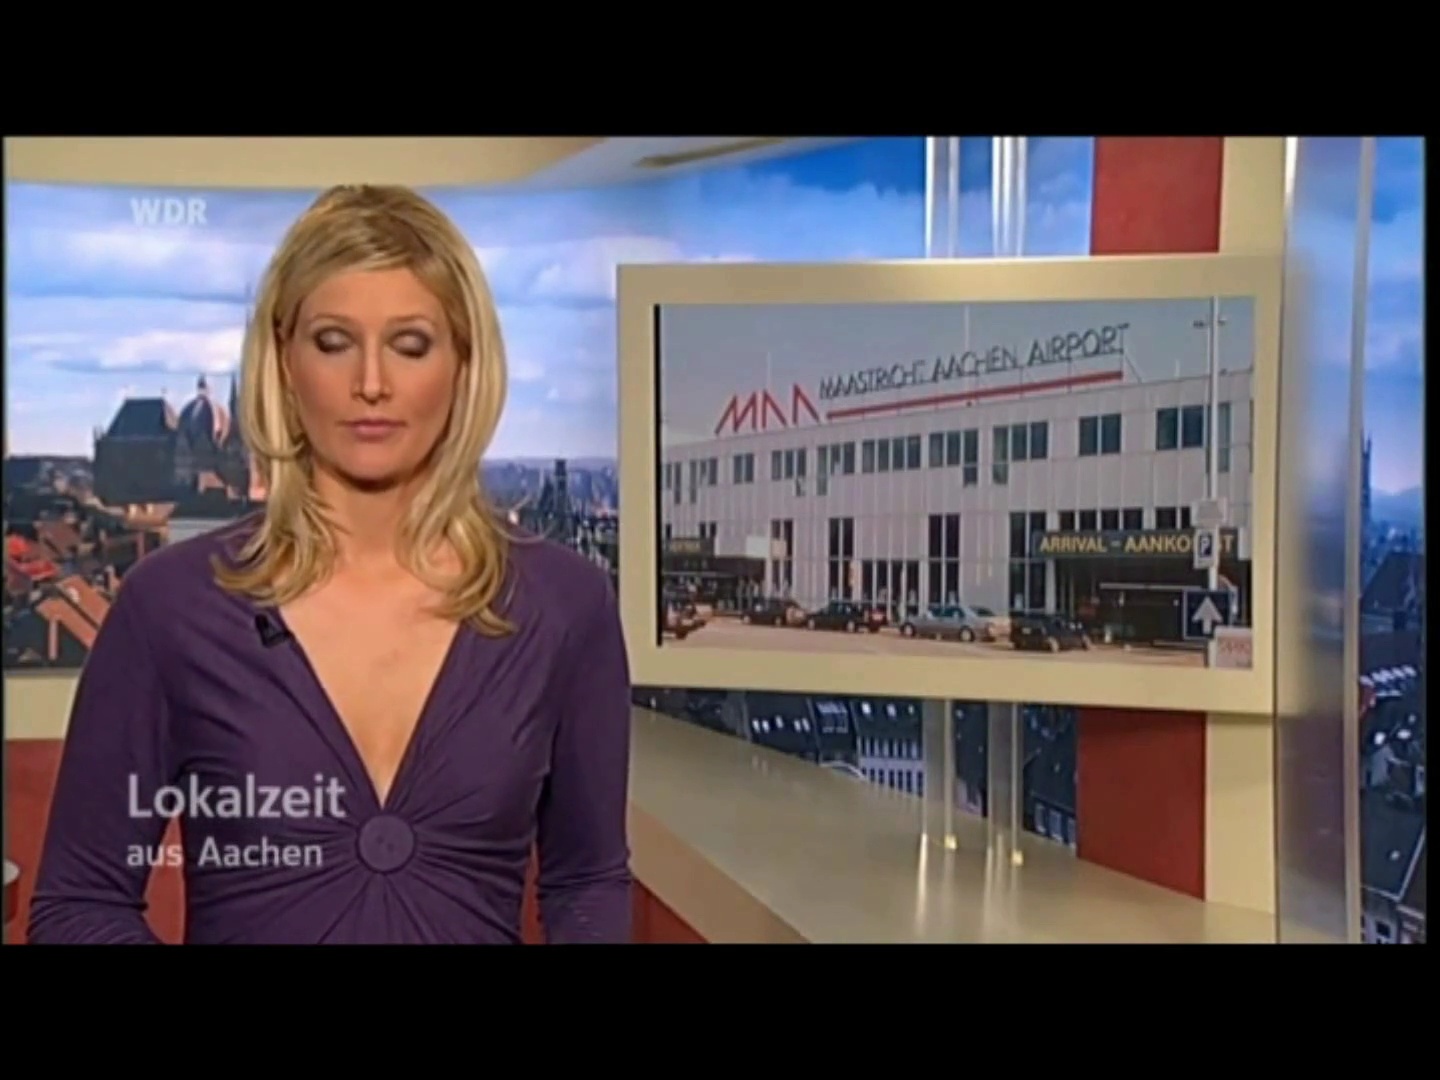 WDR
MAA MAASTRICHT AACHEN AIRPORT
ARRIVAL - AANKOMST
P
Lokalzeit
aus Aachen